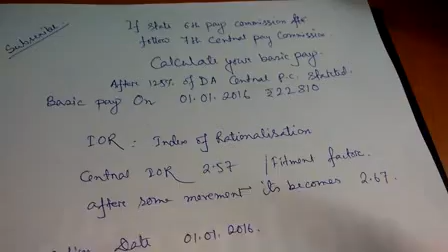 Subscribe.
If State 6th pay Commission
follow 7th Central pay Commission
Calculate your basic pay.
After 125% of DA Central P.C. Started.
Basic pay On 01.01.2016 ₹22810
IOR: Index of Rationalisation
Central IOR 2.57 / Fitment factor.
after some movement its becomes 2.67.
Date 01.01.2016.